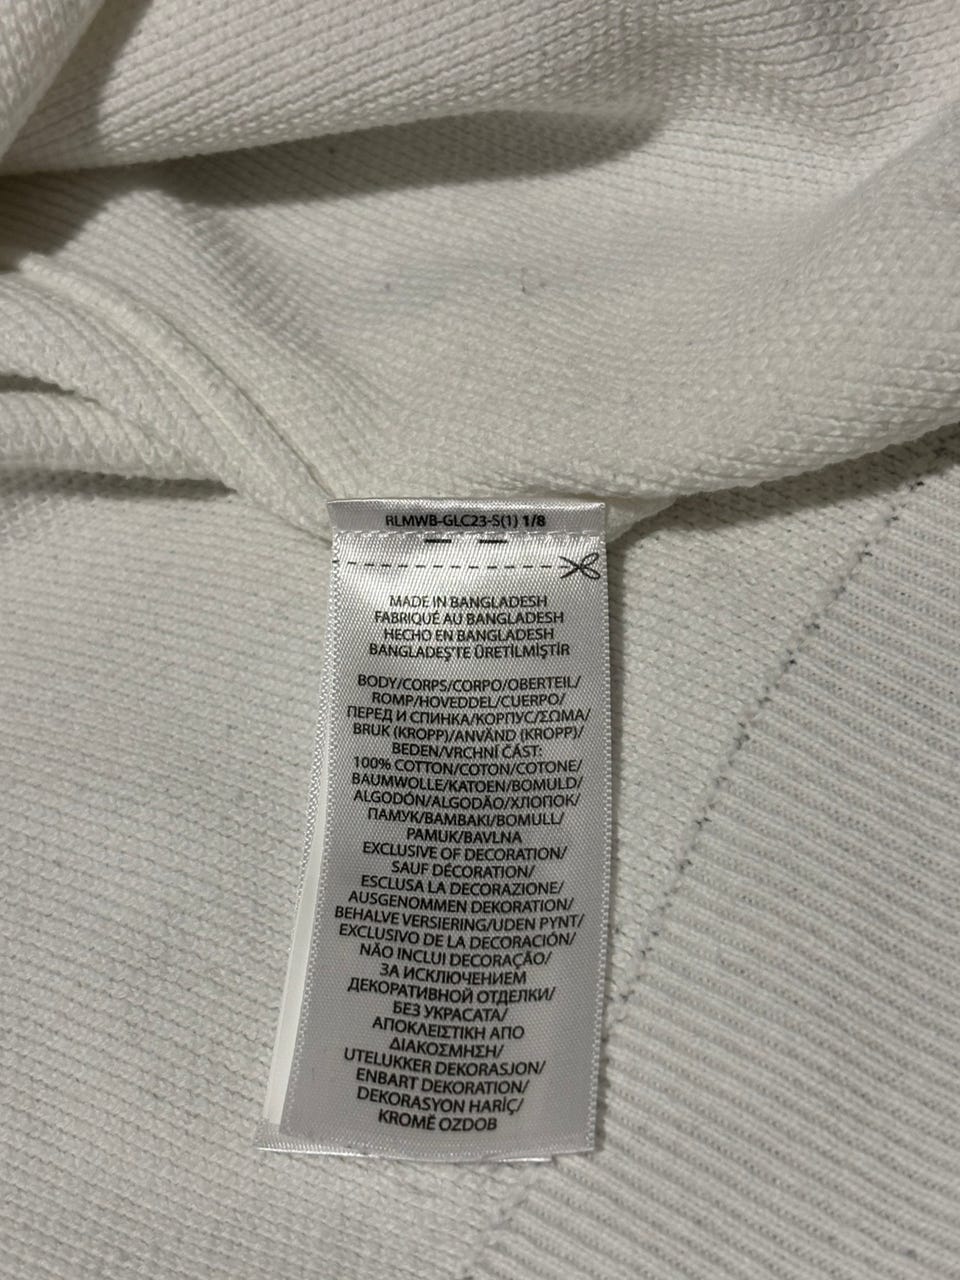 RLMWB-GLC23-S(1) 1/8
MADE IN BANGLADESH
FABRIQUÉ AU BANGLADESH
HECHO EN BANGLADESH
BANGLADEŞ'TE ÜRETİLMİŞTİR
BODY/CORPS/CORPO/OBERTEIL/
ROMP/HOVEDDEL/CUERPO/
ПЕРЕД И СПИНКА/КОРПУС/ΣΩΜΑ/
BRUK (KROPP)/ANVÄND (KROPP)/
BEDEN/VRCHNÍ ČÁST:
100% COTTON/COTON/COTONE/
BAUMWOLLE/KATOEN/BOMULD/
ALGODÓN/ALGODÃO/ХЛОПОК/
ПАМУК/ΒΑΜΒΑΚΙ/BOMULL/
PAMUK/BAVLNA
EXCLUSIVE OF DECORATION/
SAUF DÉCORATION/
ESCLUSA LA DECORAZIONE/
AUSGENOMMEN DEKORATION/
BEHALVE VERSIERING/UDEN PYNT/
EXCLUSIVO DE LA DECORACIÓN/
NÃO INCLUI DECORAÇÃO/
ЗА ИСКЛЮЧЕНИЕМ
ДЕКОРАТИВНОЙ ОТДЕЛКИ/
БЕЗ УКРАСАТА/
ΑΠΟΚΛΕΙΣΤΙΚΗ ΑΠΟ
ΔΙΑΚΟΣΜΗΣΗ/
UTELUKKER DEKORASJON/
ENBART DEKORATION/
DEKORASYON HARİÇ/
KROMĚ OZDOB